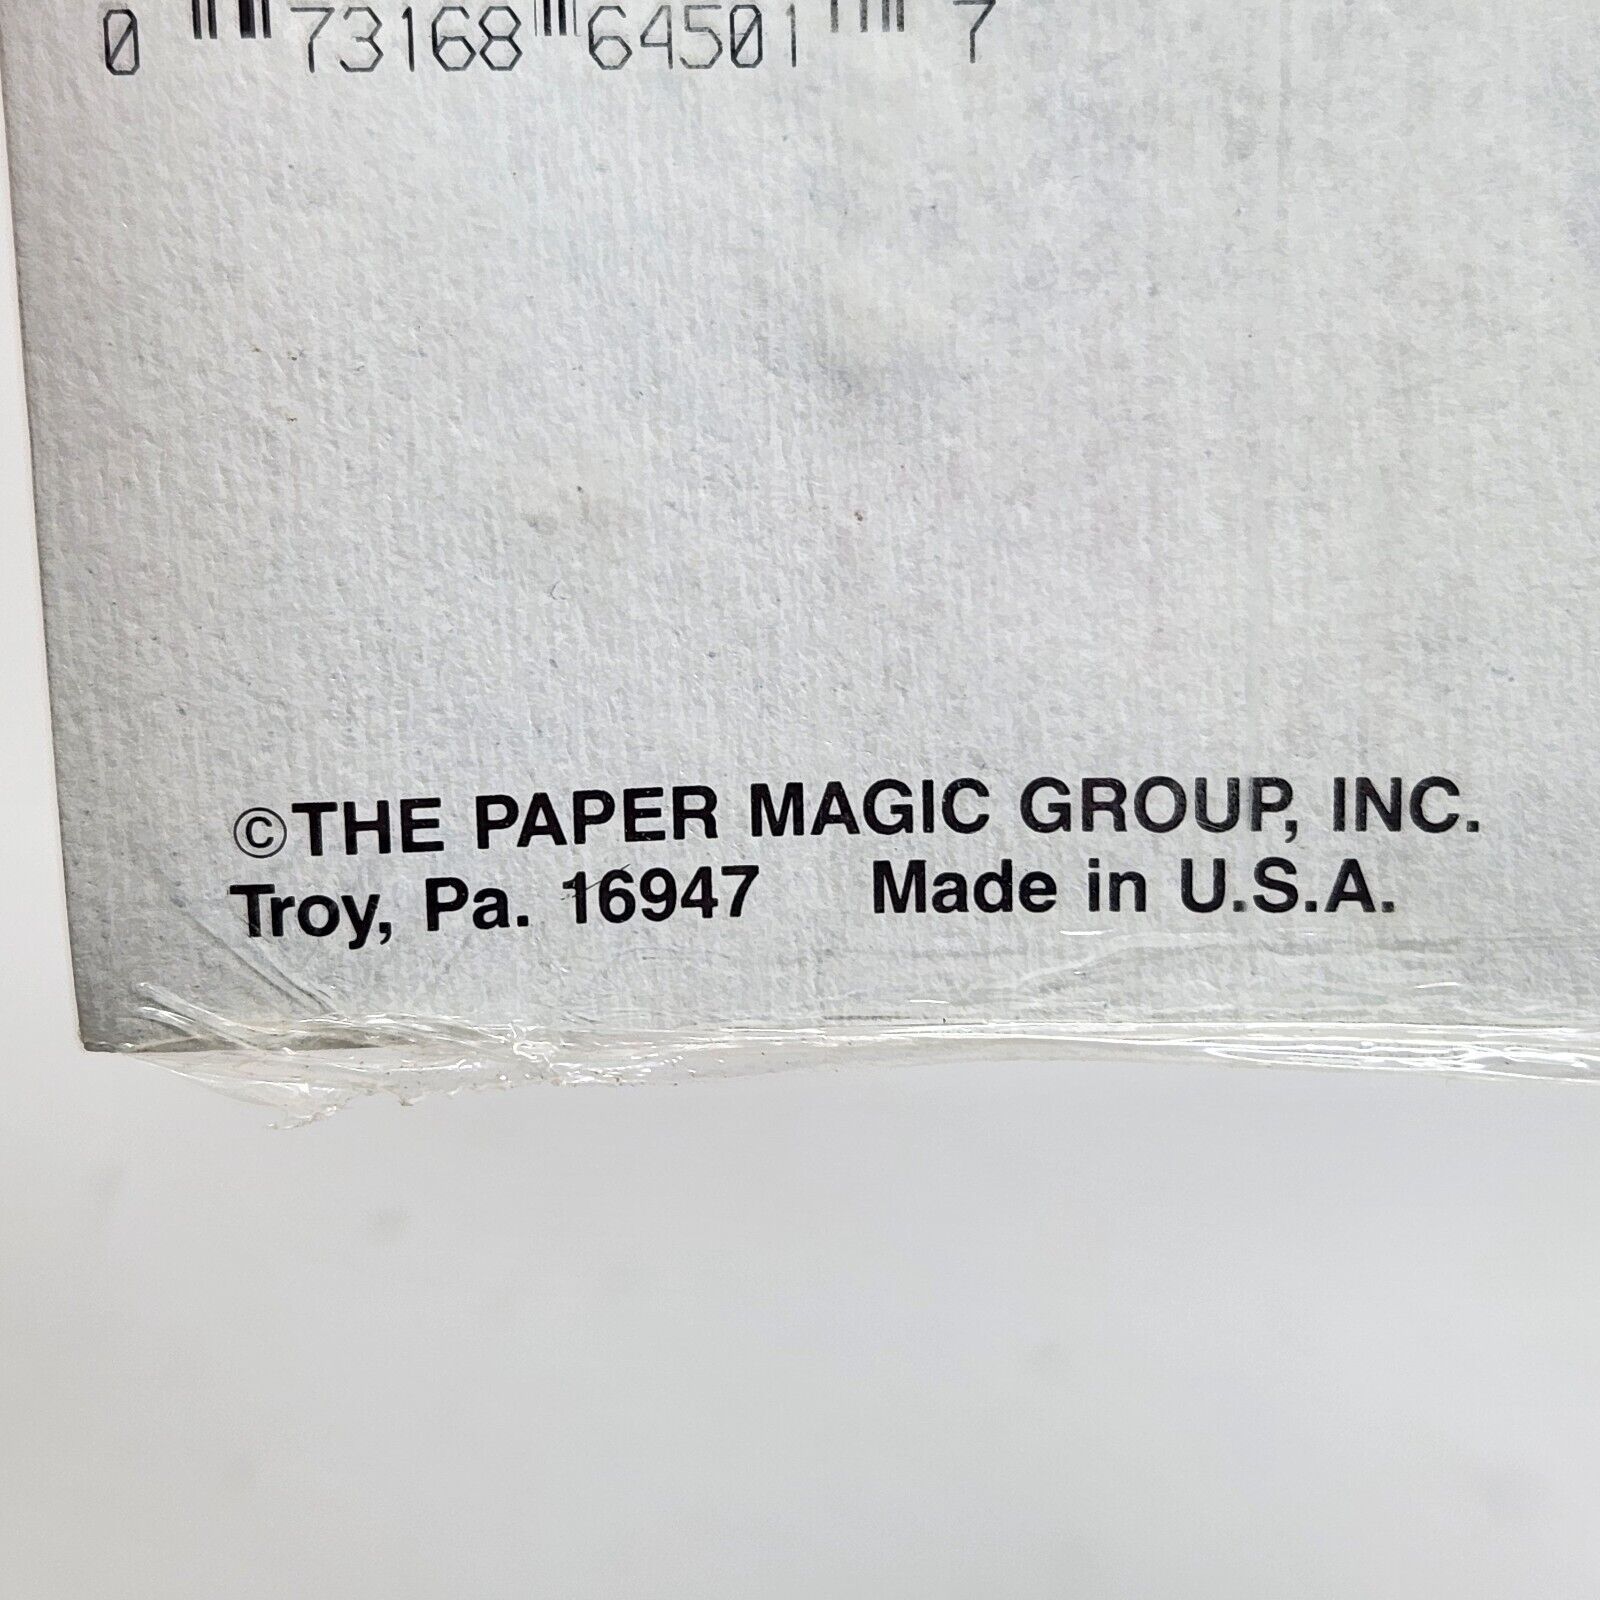 0 73168 64501 7
©THE PAPER MAGIC GROUP, INC.
Troy, Pa. 16947 Made in U.S.A.